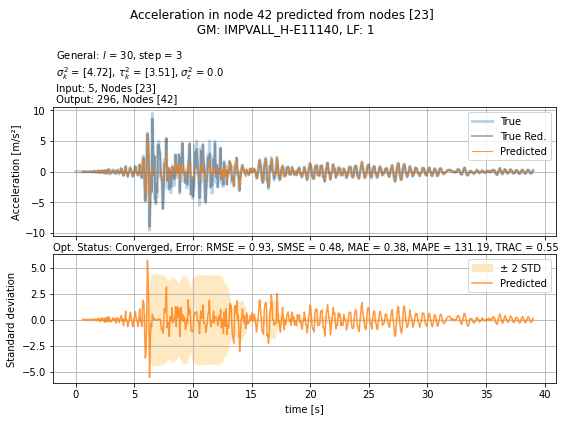 Acceleration in node 42 predicted from nodes [23]
GM: IMPVALL_H-E11140, LF: 1
General: l = 30, step = 3
σ²ₖ = [4.72], τ²ₖ = [3.51], σ²ε = 0.0
Input: 5, Nodes [23]
Output: 296, Nodes [42]
Acceleration [m/s²]
10
5
0
−5
−10
True
True Red.
Predicted
Opt. Status: Converged, Error: RMSE = 0.93, SMSE = 0.48, MAE = 0.38, MAPE = 131.19, TRAC = 0.55
Standard deviation
5.0
2.5
0.0
−2.5
−5.0
± 2 STD
Predicted
0 5 10 15 20 25 30 35 40
time [s]